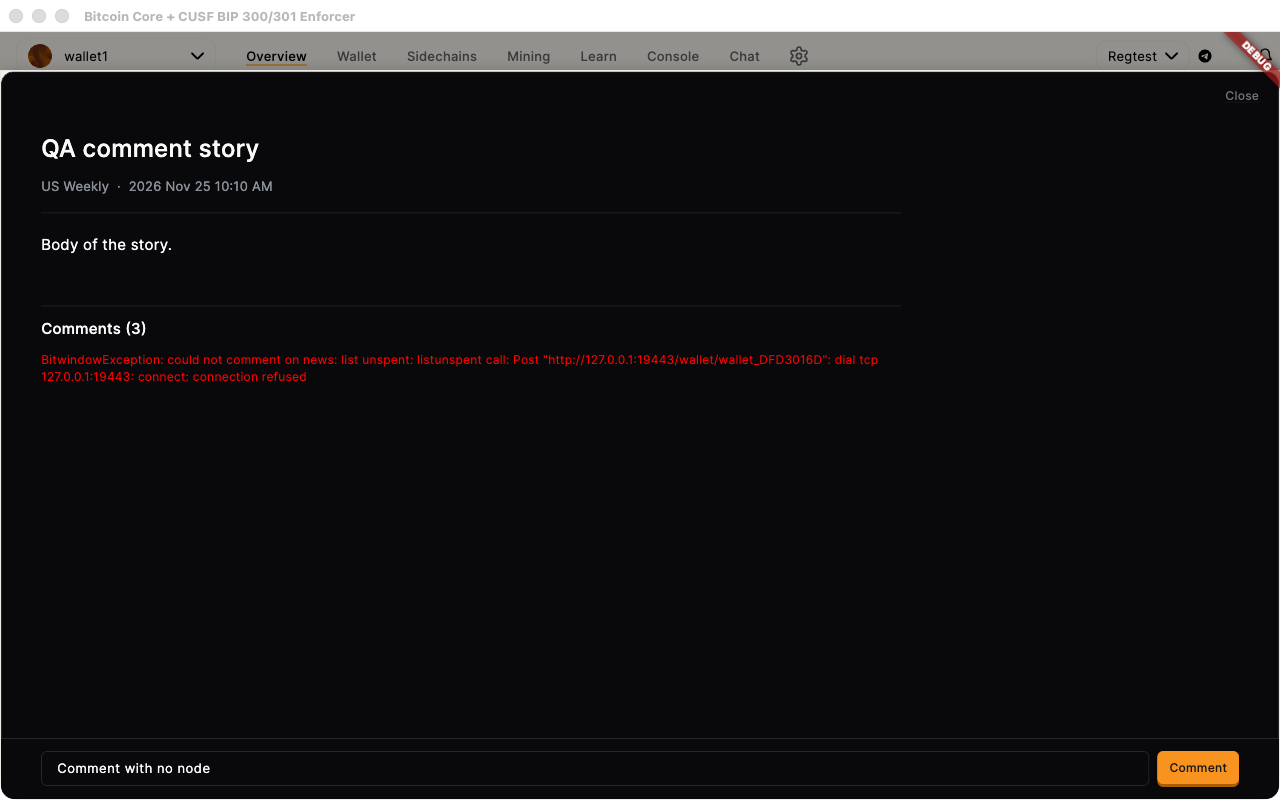 Bitcoin Core + CUSF BIP 300/301 Enforcer
wallet1
Overview
Wallet
Sidechains
Mining
Learn
Console
Chat
Regtest
DEBUG
Close
QA comment story
US Weekly · 2026 Nov 25 10:10 AM
Body of the story.
Comments (3)
BitwindowException: could not comment on news: list unspent: listunspent call: Post "http://127.0.0.1:19443/wallet/wallet_DFD3016D": dial tcp
127.0.0.1:19443: connect: connection refused
Comment with no node
Comment